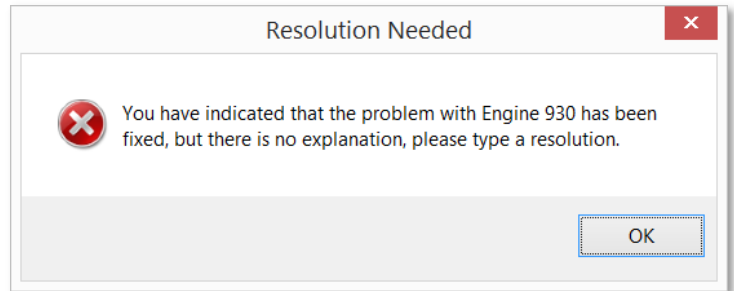 Resolution Needed
You have indicated that the problem with Engine 930 has been
fixed, but there is no explanation, please type a resolution.
OK